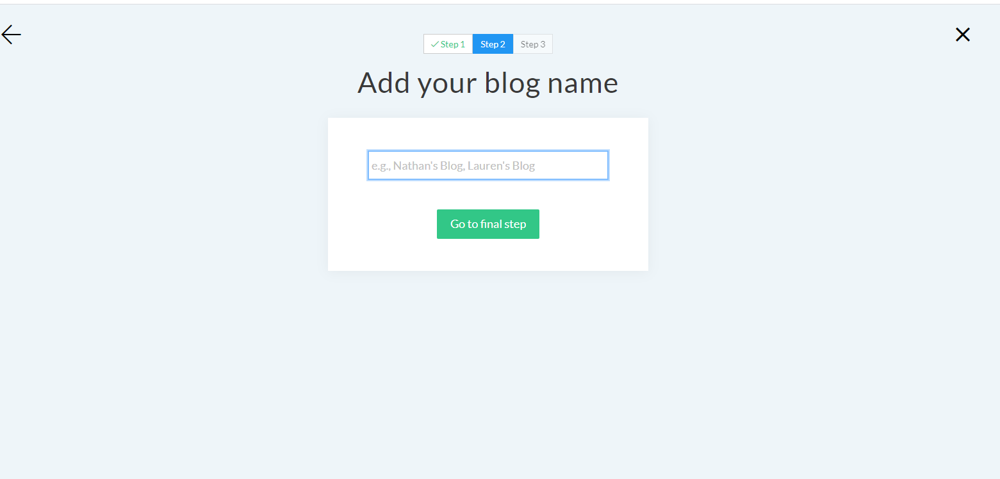 Step 1 Step 2 Step 3
Add your blog name
e.g., Nathan's Blog, Lauren's Blog
Go to final step